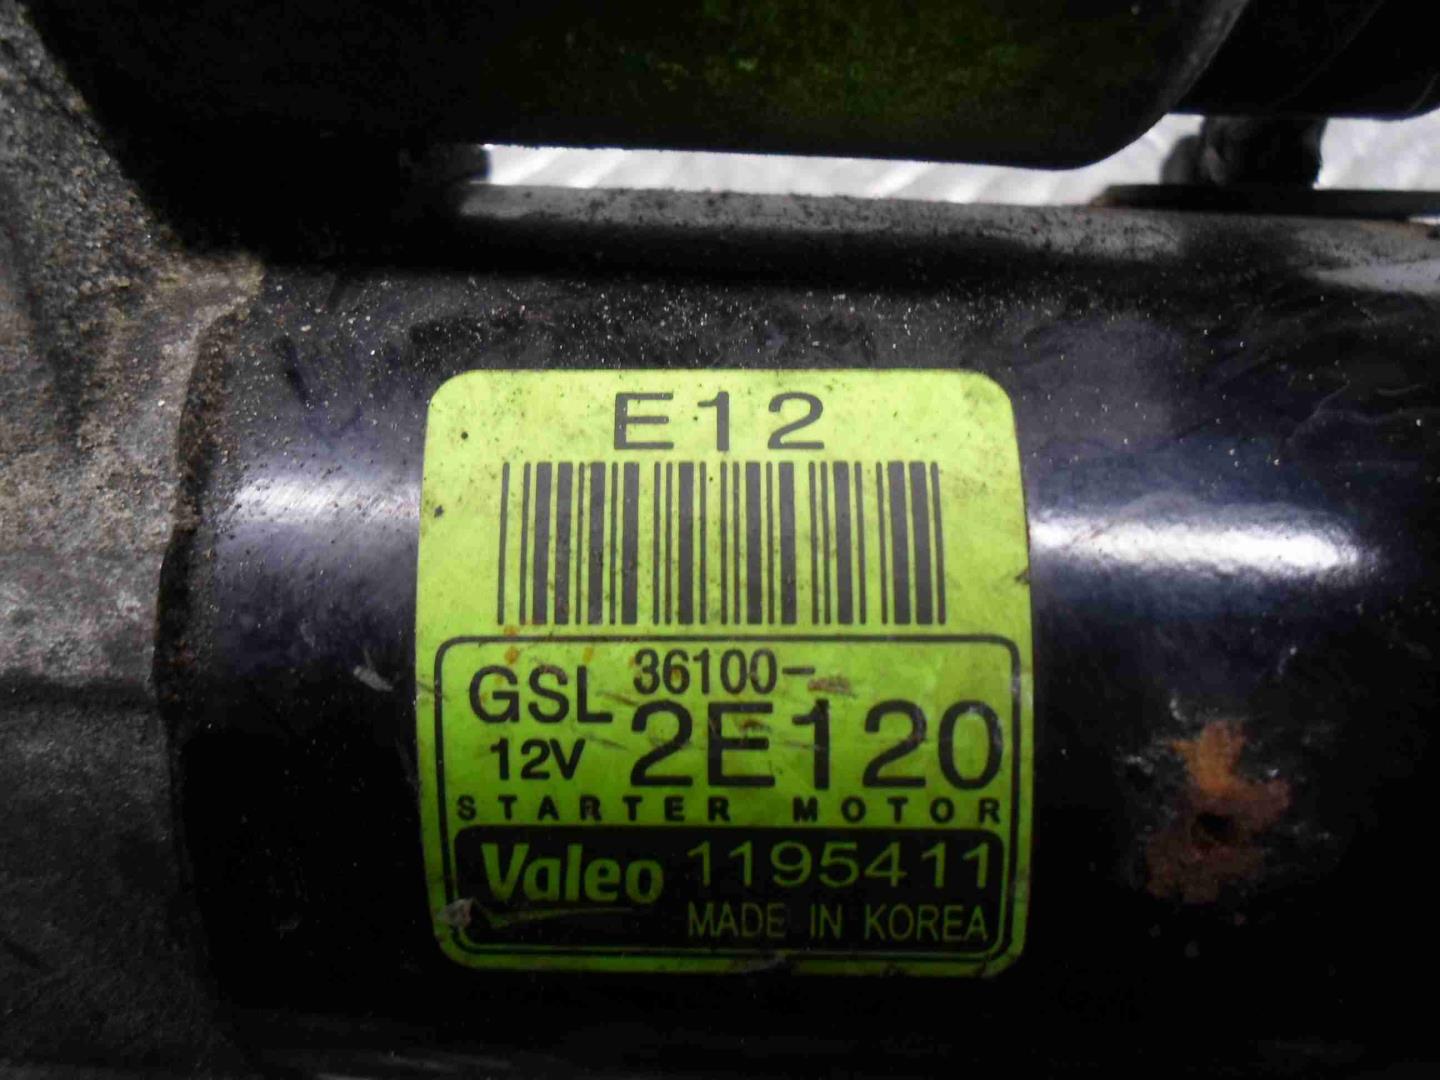 E12
GSL 36100-
12V 2E120
STARTER MOTOR
Valeo 1195411
MADE IN KOREA